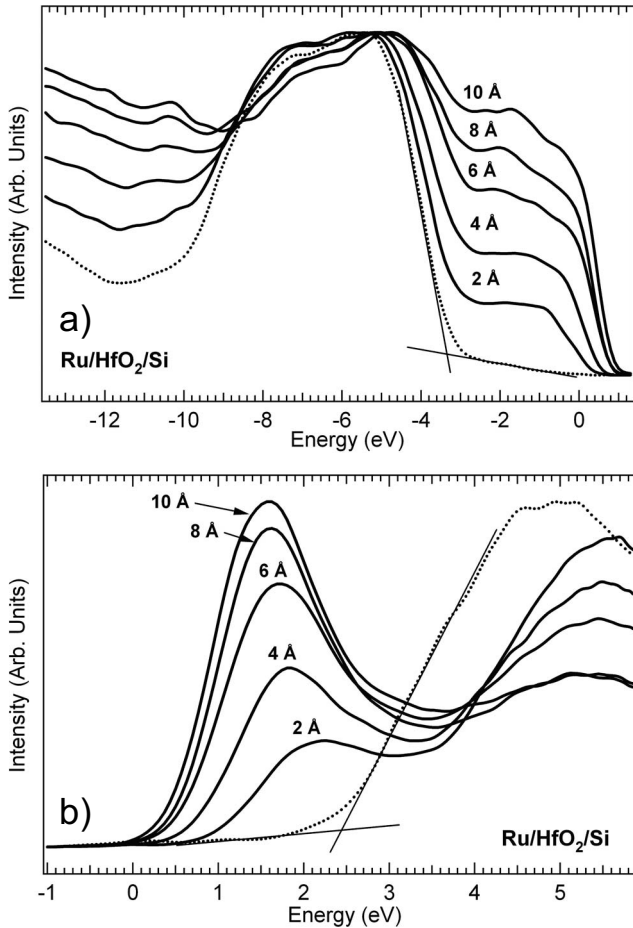 Intensity (Arb. Units)
10 Å
8 Å
6 Å
4 Å
2 Å
a)
Ru/HfO₂/Si
-12 -10 -8 -6 -4 -2 0
Energy (eV)
Intensity (Arb. Units)
10 Å
8 Å
6 Å
4 Å
2 Å
b)
Ru/HfO₂/Si
-1 0 1 2 3 4 5
Energy (eV)